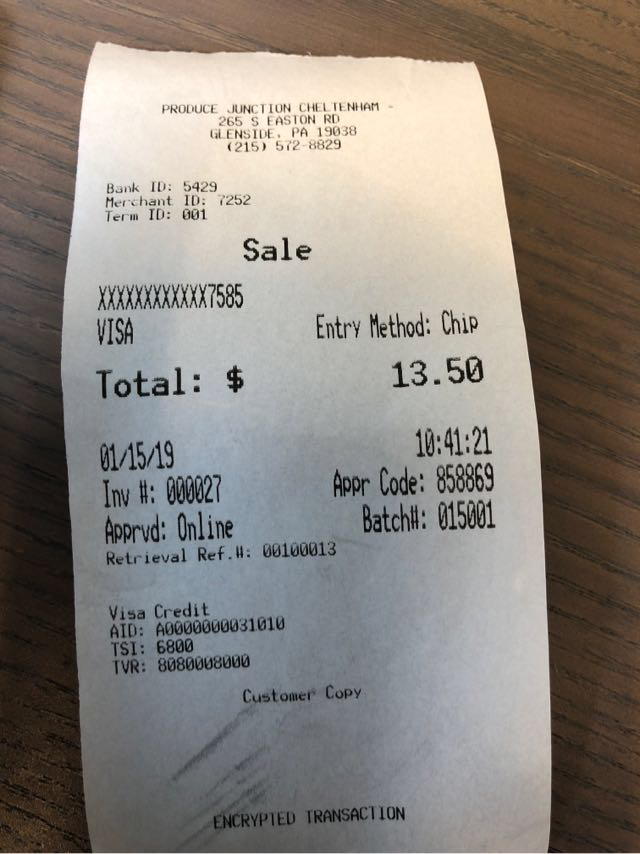 PRODUCE JUNCTION CHELTENHAM -
265 S EASTON RD
GLENSIDE, PA 19038
(215) 572-8829
Bank ID: 5429
Merchant ID: 7252
Term ID: 001
Sale
XXXXXXXXXXXX7585
VISA Entry Method: Chip
Total: $ 13.50
01/15/19 10:41:21
Inv #: 000027 Appr Code: 858869
Apprvd: Online Batch#: 015001
Retrieval Ref.#: 00100013
Visa Credit
AID: A0000000031010
TSI: 6800
TVR: 8080008000
Customer Copy
ENCRYPTED TRANSACTION